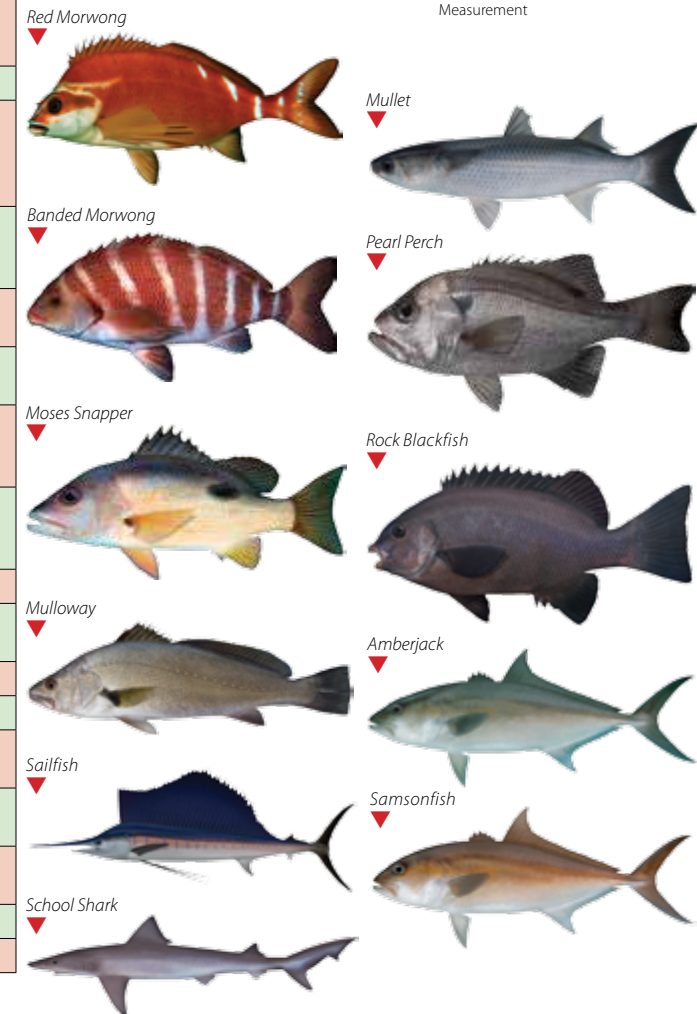 Measurement
Red Morwong
Banded Morwong
Moses Snapper
Mulloway
Sailfish
School Shark
Mullet
Pearl Perch
Rock Blackfish
Amberjack
Samsonfish